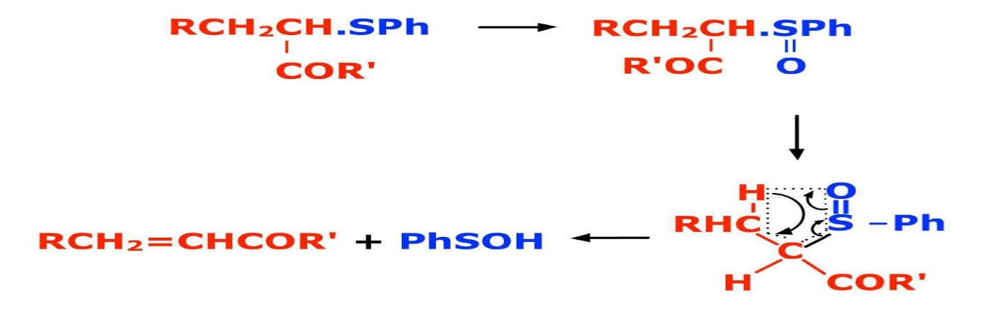 RCH₂CH.SPh RCH₂CH.SPh
COR' R'OC O
H O
RHC S –Ph
RCH₂=CHCOR' + PhSOH C
H COR'